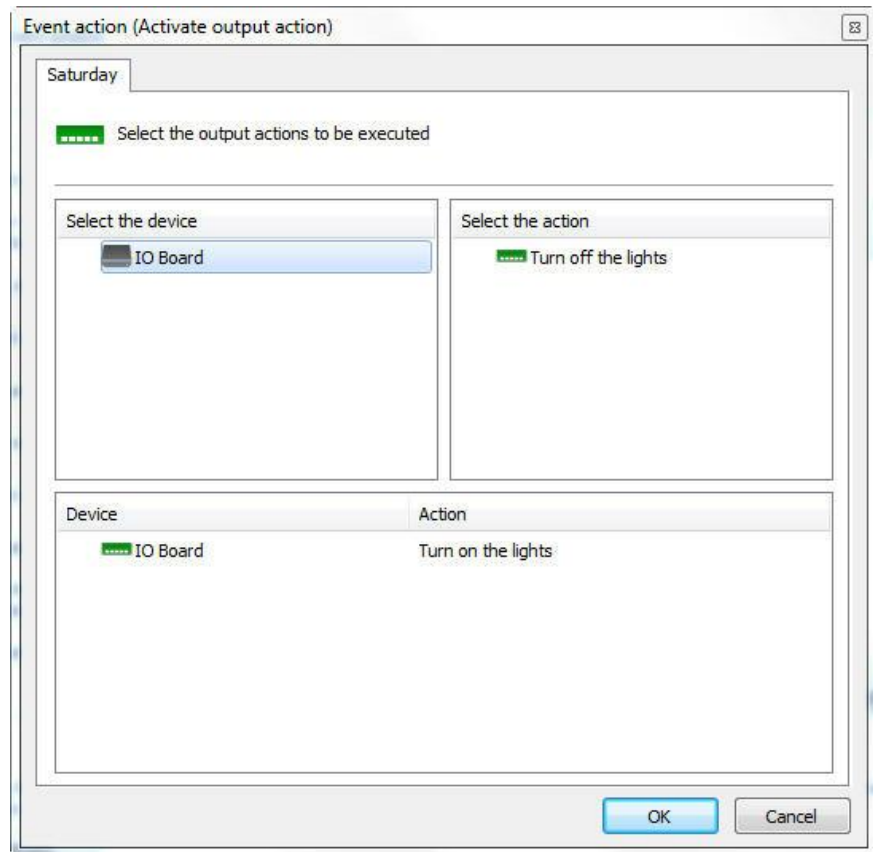 Event action (Activate output action)
Saturday
Select the output actions to be executed
Select the device
IO Board
Select the action
Turn off the lights
Device Action
IO Board Turn on the lights
OK Cancel